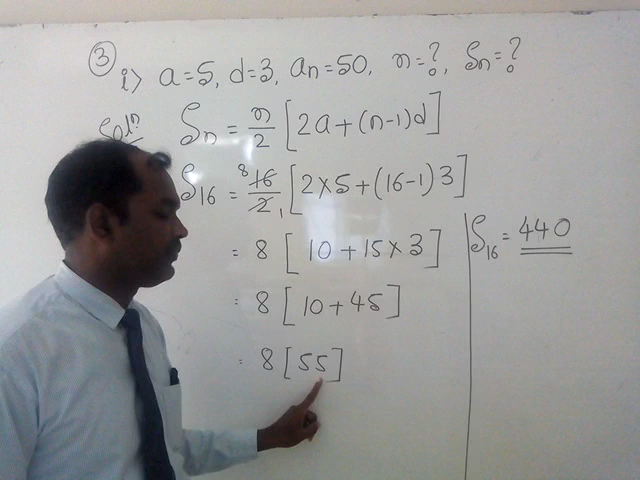 ③
i) a=5, d=3, an=50, n=?, Sn=?
Solⁿ Sn = n/2 [2a+(n-1)d]
S16 = 8 16/2 1 [2×5+(16-1)3]
= 8 [10+15×3]
= 8 [10+45]
= 8 [55]
S16 = 440